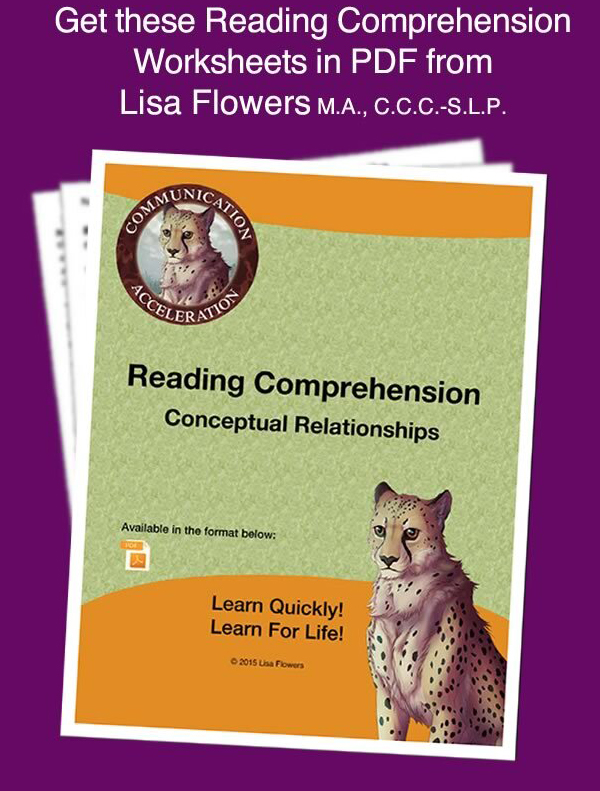 Get these Reading Comprehension
Worksheets in PDF from
Lisa Flowers M.A., C.C.C.-S.L.P.
COMMUNICATION
ACCELERATION
Reading Comprehension
Conceptual Relationships
Available in the format below:
PDF
Learn Quickly!
Learn For Life!
© 2015 Lisa Flowers